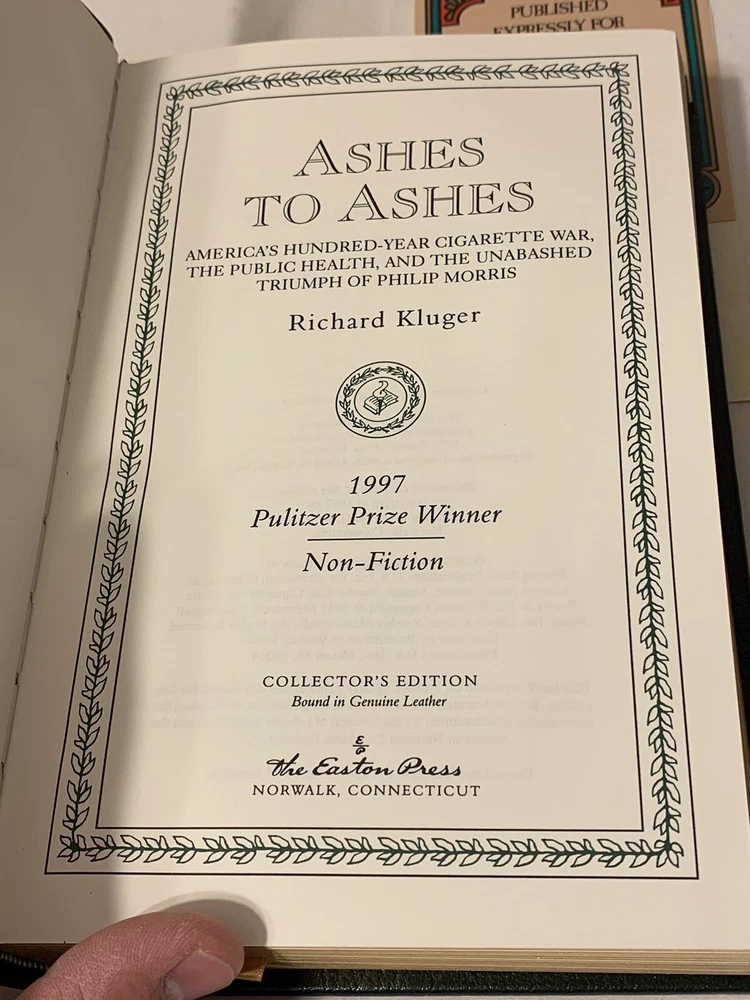 PUBLISHED
EXPRESSLY FOR
ASHES
TO ASHES
AMERICA'S HUNDRED-YEAR CIGARETTE WAR,
THE PUBLIC HEALTH, AND THE UNABASHED
TRIUMPH OF PHILIP MORRIS
Richard Kluger
1997
Pulitzer Prize Winner
Non-Fiction
COLLECTOR'S EDITION
Bound in Genuine Leather
E/P
The Easton Press
NORWALK, CONNECTICUT